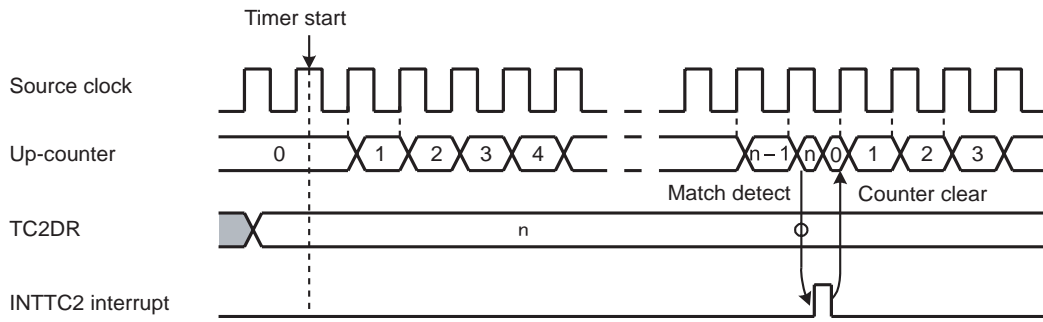 Timer start
Source clock
Up-counter
0 1 2 3 4 n – 1 n 0 1 2 3
Match detect Counter clear
TC2DR
n
INTTC2 interrupt